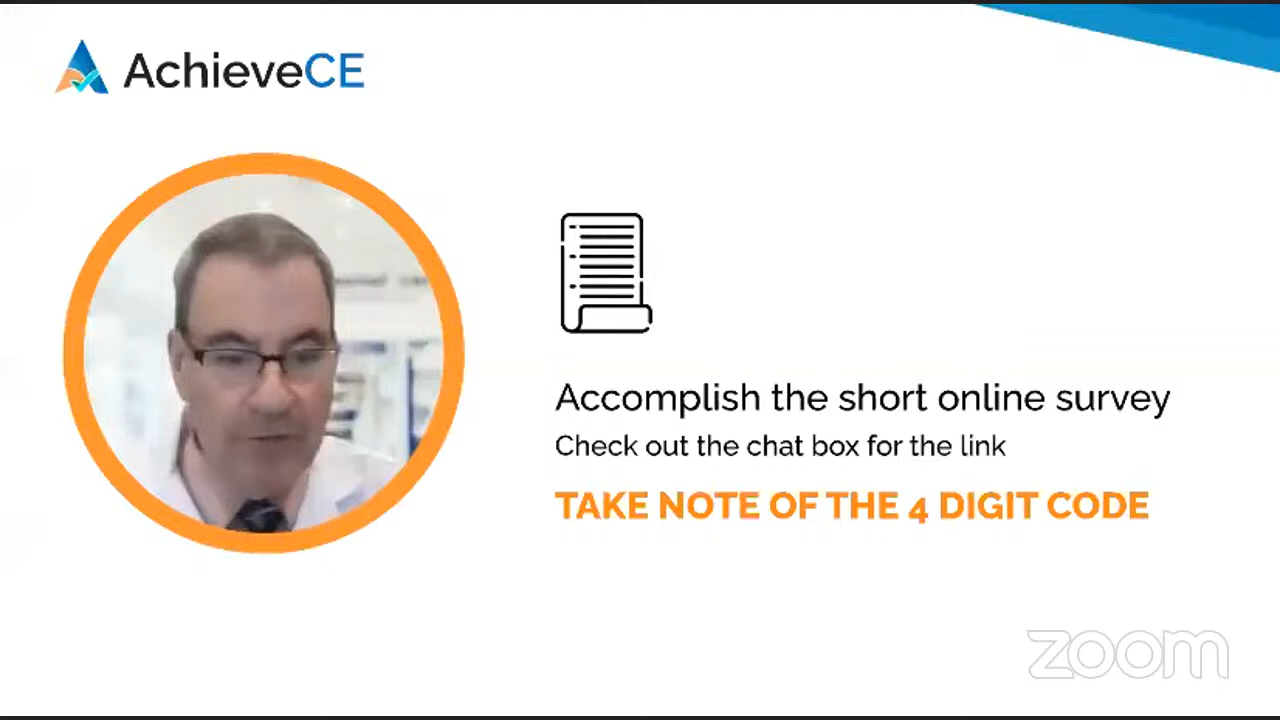 AchieveCE
Accomplish the short online survey
Check out the chat box for the link
TAKE NOTE OF THE 4 DIGIT CODE
zoom